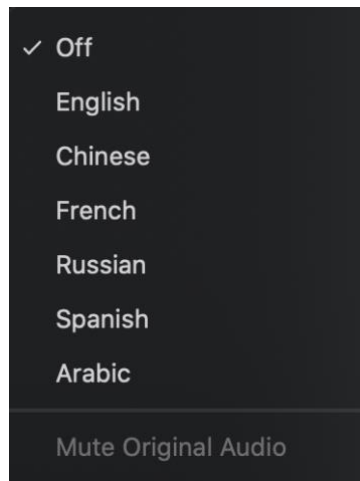 Off
English
Chinese
French
Russian
Spanish
Arabic
Mute Original Audio